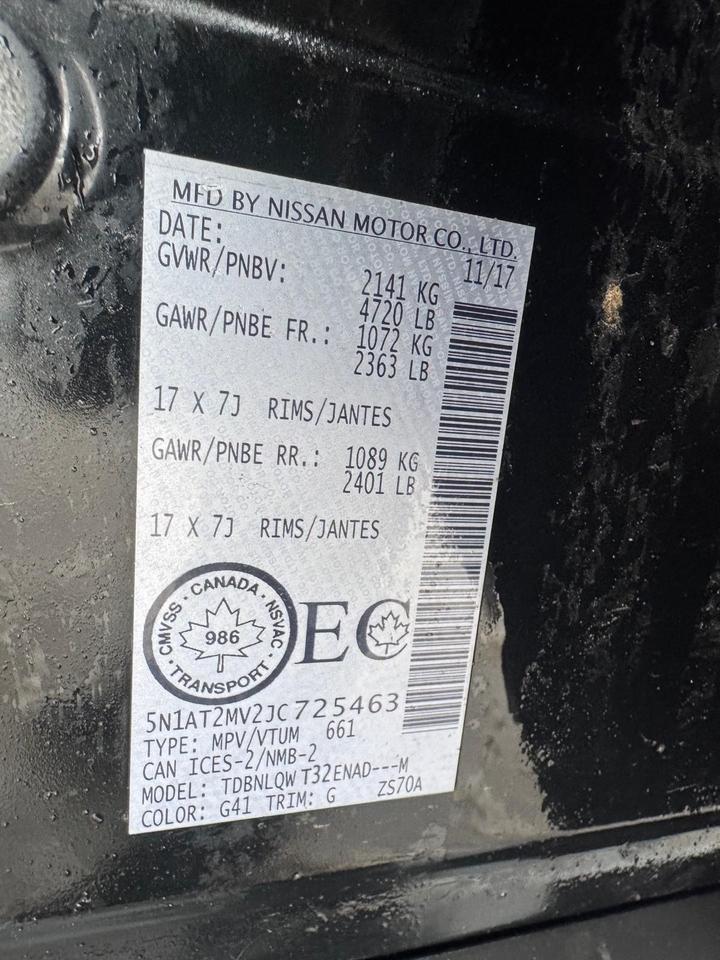 MFD BY NISSAN MOTOR CO., LTD.
DATE: 11/17
GVWR/PNBV: 2141 KG
4720 LB
GAWR/PNBE FR.: 1072 KG
2363 LB
17 X 7J RIMS/JANTES
GAWR/PNBE RR.: 1089 KG
2401 LB
17 X 7J RIMS/JANTES
CMVSS · CANADA · NSVAC
986
· TRANSPORT ·
EC
5N1AT2MV2JC725463
TYPE: MPV/VTUM 661
CAN ICES-2/NMB-2
MODEL: TDBNLQWT32ENAD---M
COLOR: G41 TRIM: G ZS70A